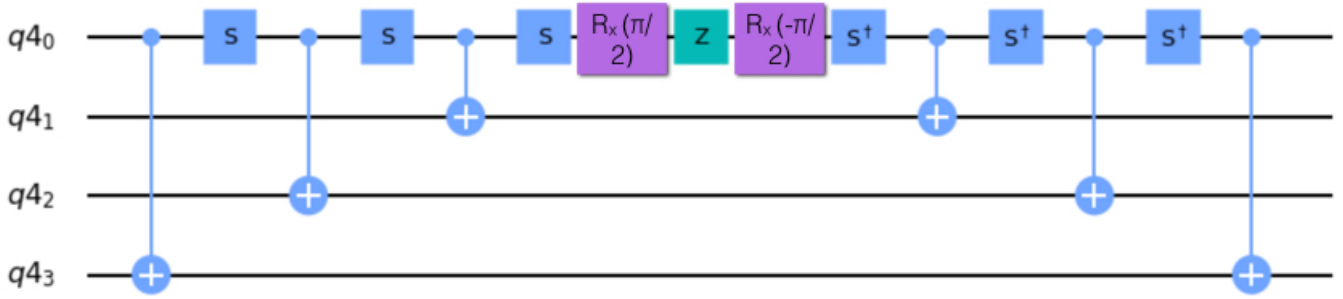 q4₀ s s s Rₓ(π/2) z Rₓ(-π/2) s† s† s†
q4₁
q4₂
q4₃